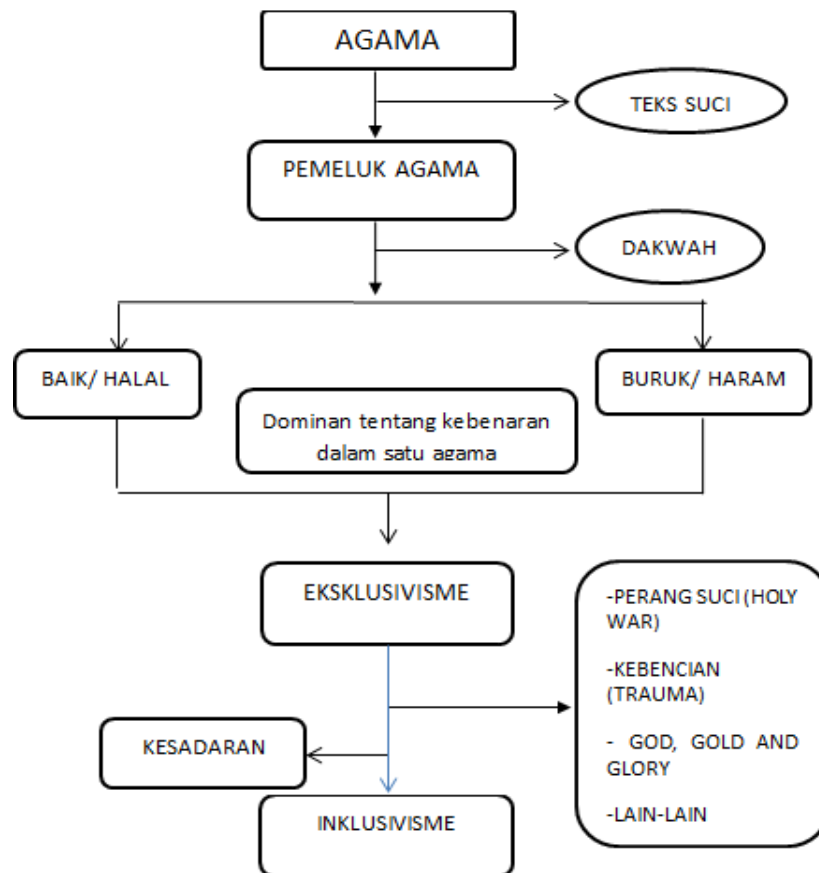 AGAMA
TEKS SUCI
PEMELUK AGAMA
DAKWAH
BAIK/ HALAL
BURUK/ HARAM
Dominan tentang kebenaran
dalam satu agama
EKSKLUSIVISME
-PERANG SUCI (HOLY
WAR)
-KEBENCIAN
(TRAUMA)
- GOD, GOLD AND
GLORY
-LAIN-LAIN
KESADARAN
INKLUSIVISME